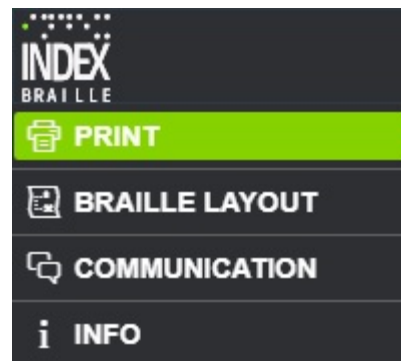 INDEX
BRAILLE
PRINT
BRAILLE LAYOUT
COMMUNICATION
i INFO